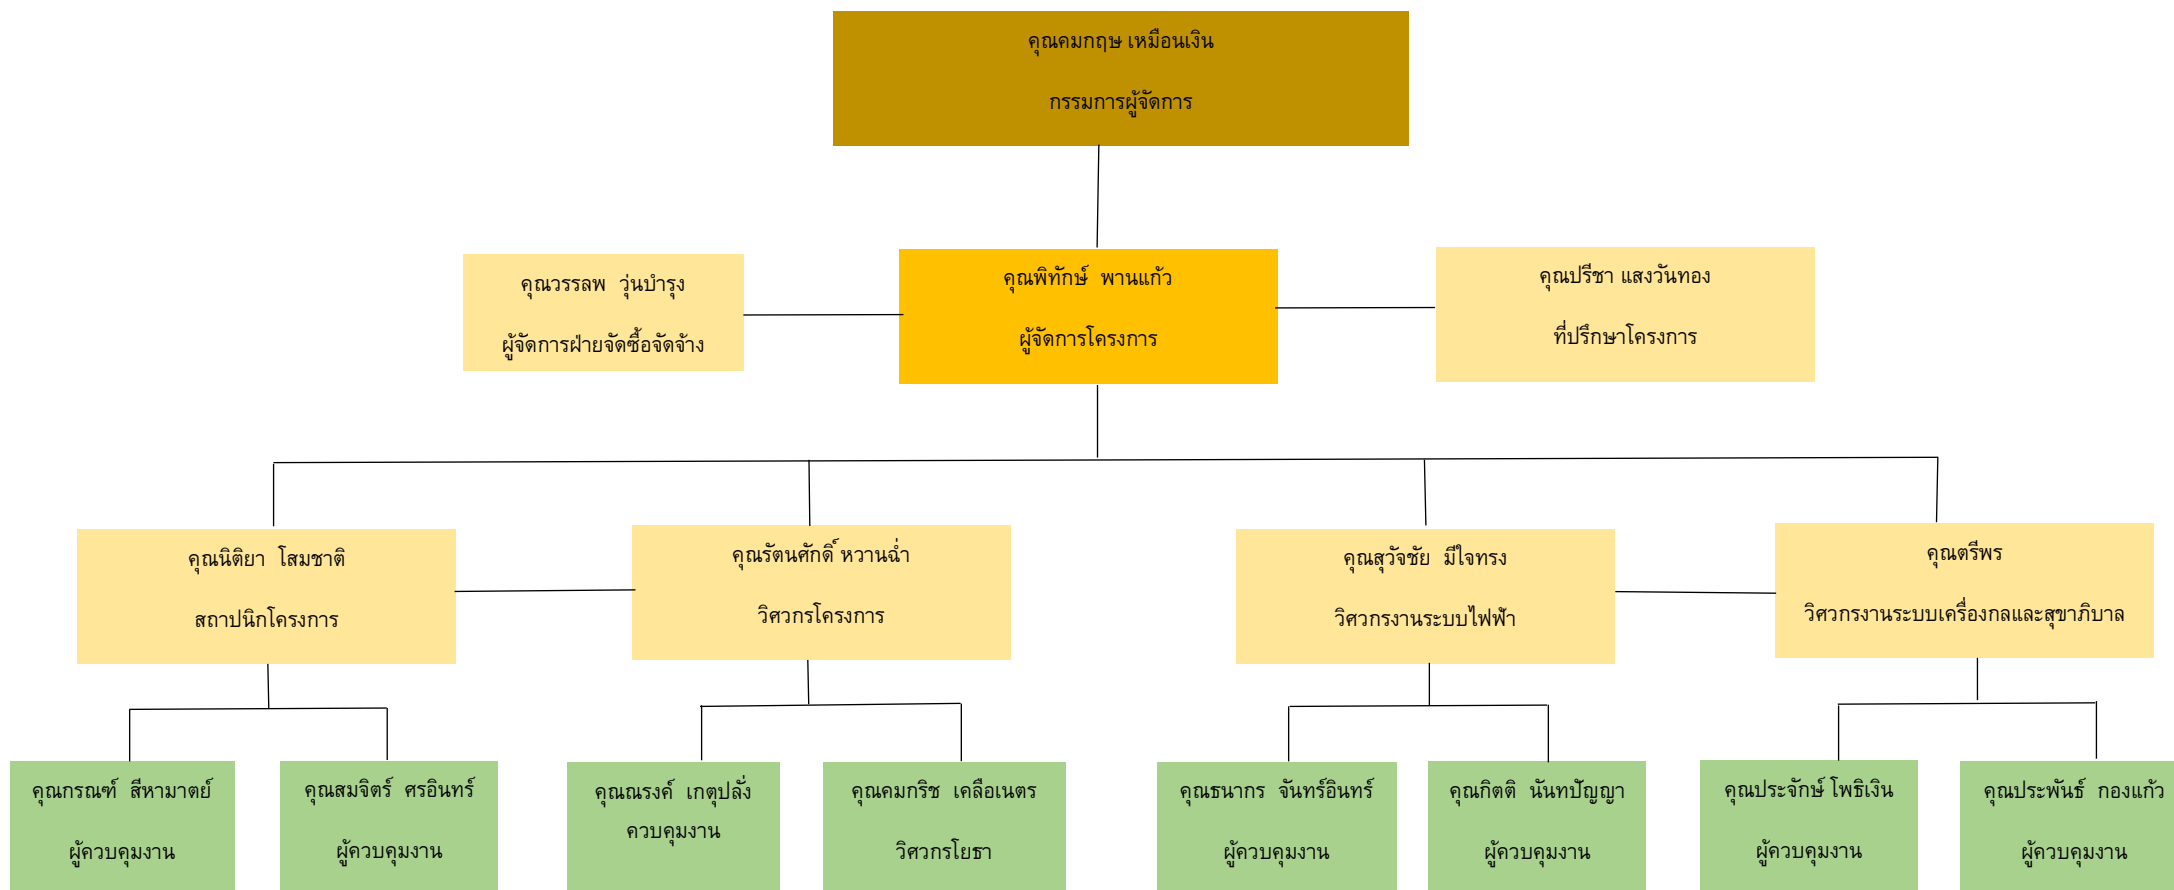 คุณคมกฤษ เหมือนเงิน
กรรมการผู้จัดการ
คุณวรรลพ วุ่นบำรุง
ผู้จัดการฝ่ายจัดซื้อจัดจ้าง
คุณพิทักษ์ พานแก้ว
ผู้จัดการโครงการ
คุณปรีชา แสงวันทอง
ที่ปรึกษาโครงการ
คุณนิติยา โสมชาติ
สถาปนิกโครงการ
คุณรัตนศักดิ์ หวานฉ่ำ
วิศวกรโครงการ
คุณสุวัจชัย มีใจทรง
วิศวกรงานระบบไฟฟ้า
คุณตรีพร
วิศวกรงานระบบเครื่องกลและสุขาภิบาล
คุณกรณฑ์ สีหามาตย์
ผู้ควบคุมงาน
คุณสมจิตร์ ศรอินทร์
ผู้ควบคุมงาน
คุณณรงค์ เกตุปลั่ง
ควบคุมงาน
คุณคมกริช เคลือเนตร
วิศวกรโยธา
คุณธนากร จันทร์อินทร์
ผู้ควบคุมงาน
คุณกิตติ นันทปัญญา
ผู้ควบคุมงาน
คุณประจักษ์ โพธิเงิน
ผู้ควบคุมงาน
คุณประพันธ์ กองแก้ว
ผู้ควบคุมงาน